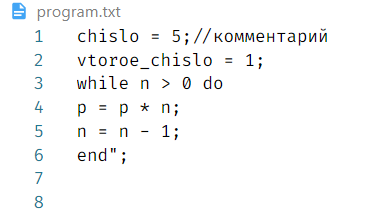 program.txt
1 chislo = 5;//комментарий
2 vtoroe_chislo = 1;
3 while n > 0 do
4 p = p * n;
5 n = n - 1;
6 end";
7
8